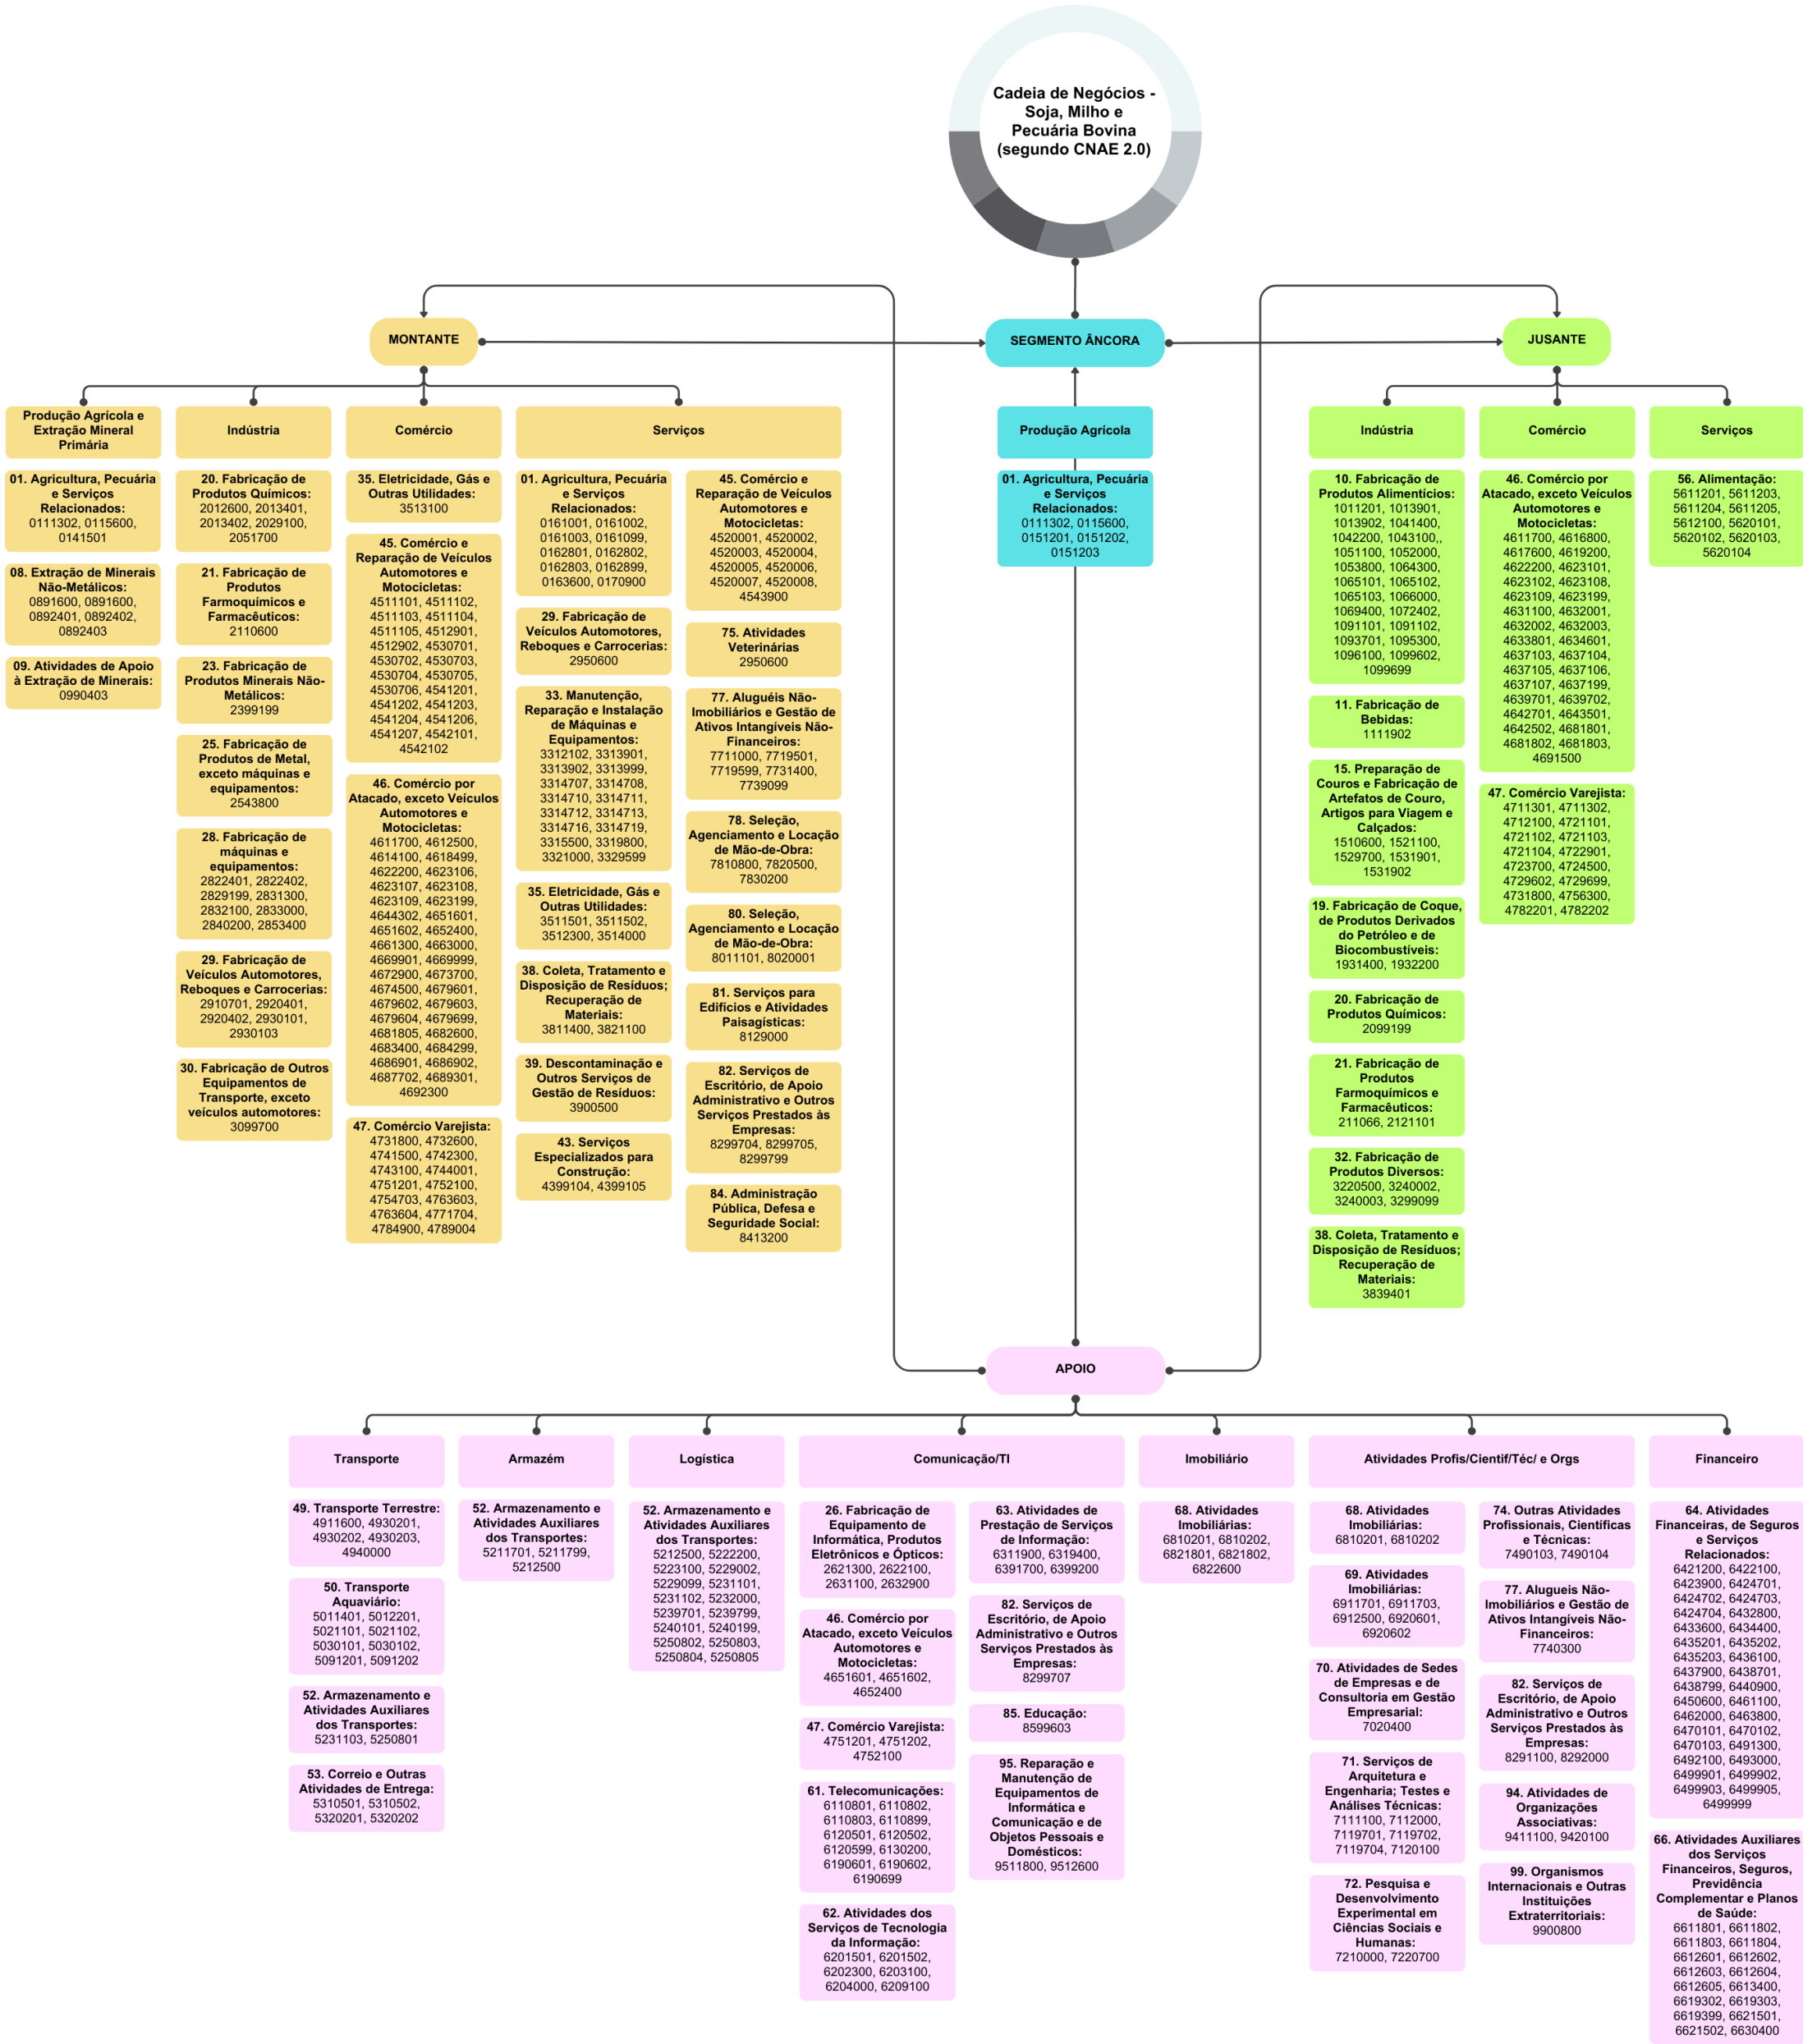 Cadeia de Negócios -
Soja, Milho e
Pecuária Bovina
(segundo CNAE 2.0)
MONTANTE
SEGMENTO ÂNCORA
JUSANTE
Produção Agrícola e
Extração Mineral
Primária
01. Agricultura, Pecuária
e Serviços
Relacionados:
0111302, 0115600,
0141501
08. Extração de Minerais
Não-Metálicos:
0891600, 0891600,
0892401, 0892402,
0892403
09. Atividades de Apoio
à Extração de Minerais:
0990403
Indústria
20. Fabricação de
Produtos Químicos:
2012600, 2013401,
2013402, 2029100,
2051700
21. Fabricação de
Produtos
Farmoquímicos e
Farmacêuticos:
2110600
23. Fabricação de
Produtos Minerais Não-
Metálicos:
2399199
25. Fabricação de
Produtos de Metal,
exceto máquinas e
equipamentos:
2543800
28. Fabricação de
máquinas e
equipamentos:
2822401, 2822402,
2829199, 2831300,
2832100, 2833000,
2840200, 2853400
29. Fabricação de
Veículos Automotores,
Reboques e Carrocerias:
2910701, 2920401,
2920402, 2930101,
2930103
30. Fabricação de Outros
Equipamentos de
Transporte, exceto
veículos automotores:
3099700
Comércio
35. Eletricidade, Gás e
Outras Utilidades:
3513100
45. Comércio e
Reparação de Veículos
Automotores e
Motocicletas:
4511101, 4511102,
4511103, 4511104,
4511105, 4512901,
4512902, 4530701,
4530702, 4530703,
4530704, 4530705,
4530706, 4541201,
4541202, 4541203,
4541204, 4541206,
4541207, 4542101,
4542102
46. Comércio por
Atacado, exceto Veículos
Automotores e
Motocicletas:
4611700, 4612500,
4614100, 4618499,
4622200, 4623106,
4623107, 4623108,
4623109, 4623199,
4644302, 4651601,
4651602, 4652400,
4661300, 4663000,
4669901, 4669999,
4672900, 4673700,
4674500, 4679601,
4679602, 4679603,
4679604, 4679699,
4681805, 4682600,
4683400, 4684299,
4686901, 4686902,
4687702, 4689301,
4692300
47. Comércio Varejista:
4731800, 4732600,
4741500, 4742300,
4743100, 4744001,
4751201, 4752100,
4754703, 4763603,
4763604, 4771704,
4784900, 4789004
Serviços
01. Agricultura, Pecuária
e Serviços
Relacionados:
0161001, 0161002,
0161003, 0161099,
0162801, 0162802,
0162803, 0162899,
0163600, 0170900
29. Fabricação de
Veículos Automotores,
Reboques e Carrocerias:
2950600
33. Manutenção,
Reparação e Instalação
de Máquinas e
Equipamentos:
3312102, 3313901,
3313902, 3313999,
3314707, 3314708,
3314710, 3314711,
3314712, 3314713,
3314716, 3314719,
3315500, 3319800,
3321000, 3329599
35. Eletricidade, Gás e
Outras Utilidades:
3511501, 3511502,
3512300, 3514000
38. Coleta, Tratamento e
Disposição de Resíduos;
Recuperação de
Materiais:
3811400, 3821100
39. Descontaminação e
Outros Serviços de
Gestão de Resíduos:
3900500
43. Serviços
Especializados para
Construção:
4399104, 4399105
45. Comércio e
Reparação de Veículos
Automotores e
Motocicletas:
4520001, 4520002,
4520003, 4520004,
4520005, 4520006,
4520007, 4520008,
4543900
75. Atividades
Veterinárias
2950600
77. Aluguéis Não-
Imobiliários e Gestão de
Ativos Intangíveis Não-
Financeiros:
7711000, 7719501,
7719599, 7731400,
7739099
78. Seleção,
Agenciamento e Locação
de Mão-de-Obra:
7810800, 7820500,
7830200
80. Seleção,
Agenciamento e Locação
de Mão-de-Obra:
8011101, 8020001
81. Serviços para
Edifícios e Atividades
Paisagísticas:
8129000
82. Serviços de
Escritório, de Apoio
Administrativo e Outros
Serviços Prestados às
Empresas:
8299704, 8299705,
8299799
84. Administração
Pública, Defesa e
Seguridade Social:
8413200
Produção Agrícola
01. Agricultura, Pecuária
e Serviços
Relacionados:
0111302, 0115600,
0151201, 0151202,
0151203
Indústria
10. Fabricação de
Produtos Alimentícios:
1011201, 1013901,
1013902, 1041400,
1042200, 1043100,,
1051100, 1052000,
1053800, 1064300,
1065101, 1065102,
1065103, 1066000,
1069400, 1072402,
1091101, 1091102,
1093701, 1095300,
1096100, 1099602,
1099699
11. Fabricação de
Bebidas:
1111902
15. Preparação de
Couros e Fabricação de
Artefatos de Couro,
Artigos para Viagem e
Calçados:
1510600, 1521100,
1529700, 1531901,
1531902
19. Fabricação de Coque,
de Produtos Derivados
do Petróleo e de
Biocombustíveis:
1931400, 1932200
20. Fabricação de
Produtos Químicos:
2099199
21. Fabricação de
Produtos
Farmoquímicos e
Farmacêuticos:
211066, 2121101
32. Fabricação de
Produtos Diversos:
3220500, 3240002,
3240003, 3299099
38. Coleta, Tratamento e
Disposição de Resíduos;
Recuperação de
Materiais:
3839401
Comércio
46. Comércio por
Atacado, exceto Veículos
Automotores e
Motocicletas:
4611700, 4616800,
4617600, 4619200,
4622200, 4623101,
4623102, 4623108,
4623109, 4623199,
4631100, 4632001,
4632002, 4632003,
4633801, 4634601,
4637103, 4637104,
4637105, 4637106,
4637107, 4637199,
4639701, 4639702,
4642701, 4643501,
4642502, 4681801,
4681802, 4681803,
4691500
47. Comércio Varejista:
4711301, 4711302,
4712100, 4721101,
4721102, 4721103,
4721104, 4722901,
4723700, 4724500,
4729602, 4729699,
4731800, 4756300,
4782201, 4782202
Serviços
56. Alimentação:
5611201, 5611203,
5611204, 5611205,
5612100, 5620101,
5620102, 5620103,
5620104
APOIO
Transporte
49. Transporte Terrestre:
4911600, 4930201,
4930202, 4930203,
4940000
50. Transporte
Aquaviário:
5011401, 5012201,
5021101, 5021102,
5030101, 5030102,
5091201, 5091202
52. Armazenamento e
Atividades Auxiliares
dos Transportes:
5231103, 5250801
53. Correio e Outras
Atividades de Entrega:
5310501, 5310502,
5320201, 5320202
Armazém
52. Armazenamento e
Atividades Auxiliares
dos Transportes:
5211701, 5211799,
5212500
Logística
52. Armazenamento e
Atividades Auxiliares
dos Transportes:
5212500, 5222200,
5223100, 5229002,
5229099, 5231101,
5231102, 5232000,
5239701, 5239799,
5240101, 5240199,
5250802, 5250803,
5250804, 5250805
Comunicação/TI
26. Fabricação de
Equipamento de
Informática, Produtos
Eletrônicos e Ópticos:
2621300, 2622100,
2631100, 2632900
46. Comércio por
Atacado, exceto Veículos
Automotores e
Motocicletas:
4651601, 4651602,
4652400
47. Comércio Varejista:
4751201, 4751202,
4752100
61. Telecomunicações:
6110801, 6110802,
6110803, 6110899,
6120501, 6120502,
6120599, 6130200,
6190601, 6190602,
6190699
62. Atividades dos
Serviços de Tecnologia
da Informação:
6201501, 6201502,
6202300, 6203100,
6204000, 6209100
63. Atividades de
Prestação de Serviços
de Informação:
6311900, 6319400,
6391700, 6399200
82. Serviços de
Escritório, de Apoio
Administrativo e Outros
Serviços Prestados às
Empresas:
8299707
85. Educação:
8599603
95. Reparação e
Manutenção de
Equipamentos de
Informática e
Comunicação e de
Objetos Pessoais e
Domésticos:
9511800, 9512600
Imobiliário
68. Atividades
Imobiliárias:
6810201, 6810202,
6821801, 6821802,
6822600
Atividades Profis/Cientif/Téc/ e Orgs
68. Atividades
Imobiliárias:
6810201, 6810202
69. Atividades
Imobiliárias:
6911701, 6911703,
6912500, 6920601,
6920602
70. Atividades de Sedes
de Empresas e de
Consultoria em Gestão
Empresarial:
7020400
71. Serviços de
Arquitetura e
Engenharia; Testes e
Análises Técnicas:
7111100, 7112000,
7119701, 7119702,
7119704, 7120100
72. Pesquisa e
Desenvolvimento
Experimental em
Ciências Sociais e
Humanas:
7210000, 7220700
74. Outras Atividades
Profissionais, Científicas
e Técnicas:
7490103, 7490104
77. Alugueis Não-
Imobiliários e Gestão de
Ativos Intangíveis Não-
Financeiros:
7740300
82. Serviços de
Escritório, de Apoio
Administrativo e Outros
Serviços Prestados às
Empresas:
8291100, 8292000
94. Atividades de
Organizações
Associativas:
9411100, 9420100
99. Organismos
Internacionais e Outras
Instituições
Extraterritoriais:
9900800
Financeiro
64. Atividades
Financeiras, de Seguros
e Serviços
Relacionados:
6421200, 6422100,
6423900, 6424701,
6424702, 6424703,
6424704, 6432800,
6433600, 6434400,
6435201, 6435202,
6435203, 6436100,
6437900, 6438701,
6438799, 6440900,
6450600, 6461100,
6462000, 6463800,
6470101, 6470102,
6470103, 6491300,
6492100, 6493000,
6499901, 6499902,
6499903, 6499905,
6499999
66. Atividades Auxiliares
dos Serviços
Financeiros, Seguros,
Previdência
Complementar e Planos
de Saúde:
6611801, 6611802,
6611803, 6611804,
6612601, 6612602,
6612603, 6612604,
6612605, 6613400,
6619302, 6619303,
6619399, 6621501,
6621502, 6630400